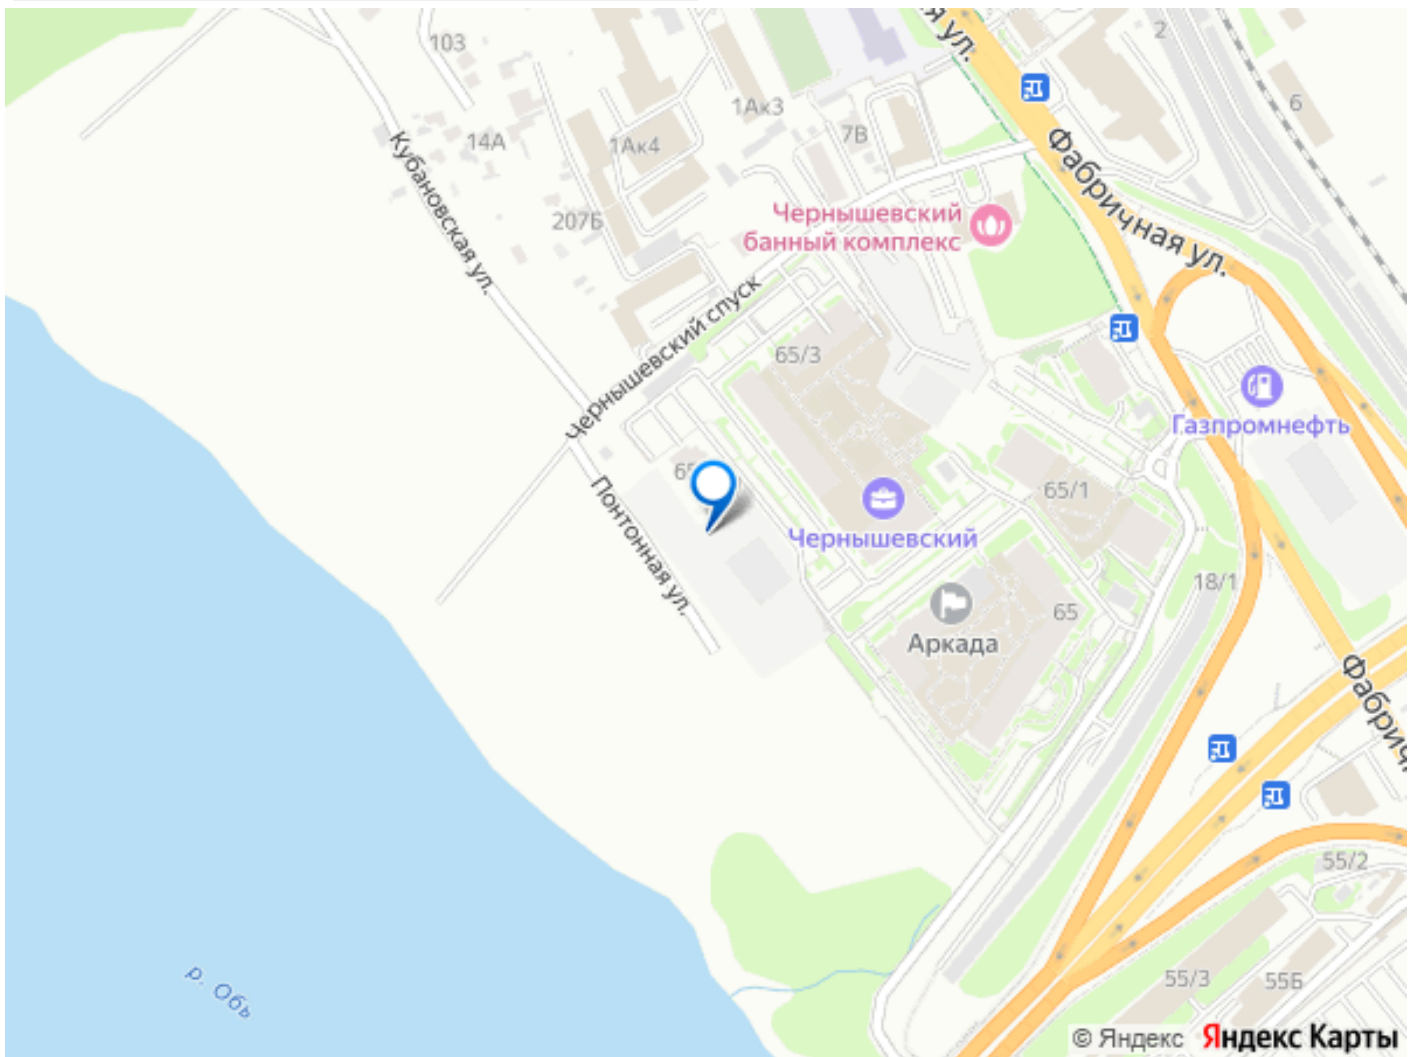 я ул.
2
103
6
1Ак3
14А
1Ак4
7В
Фабричная ул.
Кубановская ул.
207Б
Чернышевский
банный комплекс
Чернышевский спуск
65/3
Газпромнефть
65/1
Понтонная ул.
Чернышевский
18/1
65
Аркада
Фабричн
55/2
р. Обь
55/3
55Б
© Яндекс Яндекс Карты